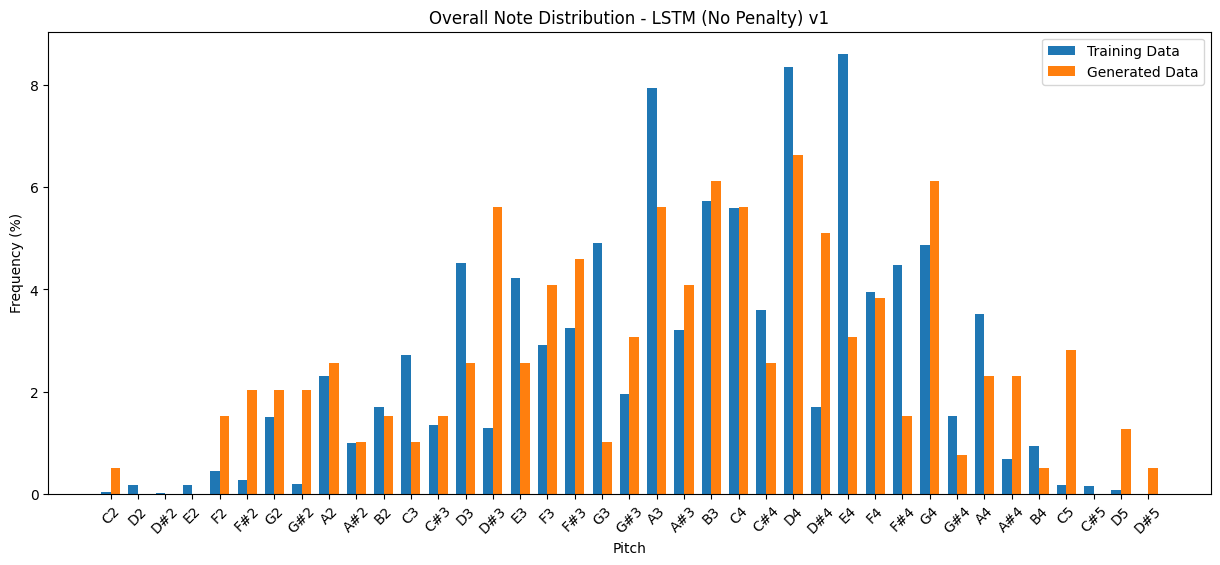 Overall Note Distribution - LSTM (No Penalty) v1
Training Data
Generated Data
Frequency (%)
8
6
4
2
0
C2 D2 D#2 E2 F2 F#2 G2 G#2 A2 A#2 B2 C3 C#3 D3 D#3 E3 F3 F#3 G3 G#3 A3 A#3 B3 C4 C#4 D4 D#4 E4 F4 F#4 G4 G#4 A4 A#4 B4 C5 C#5 D5 D#5
Pitch